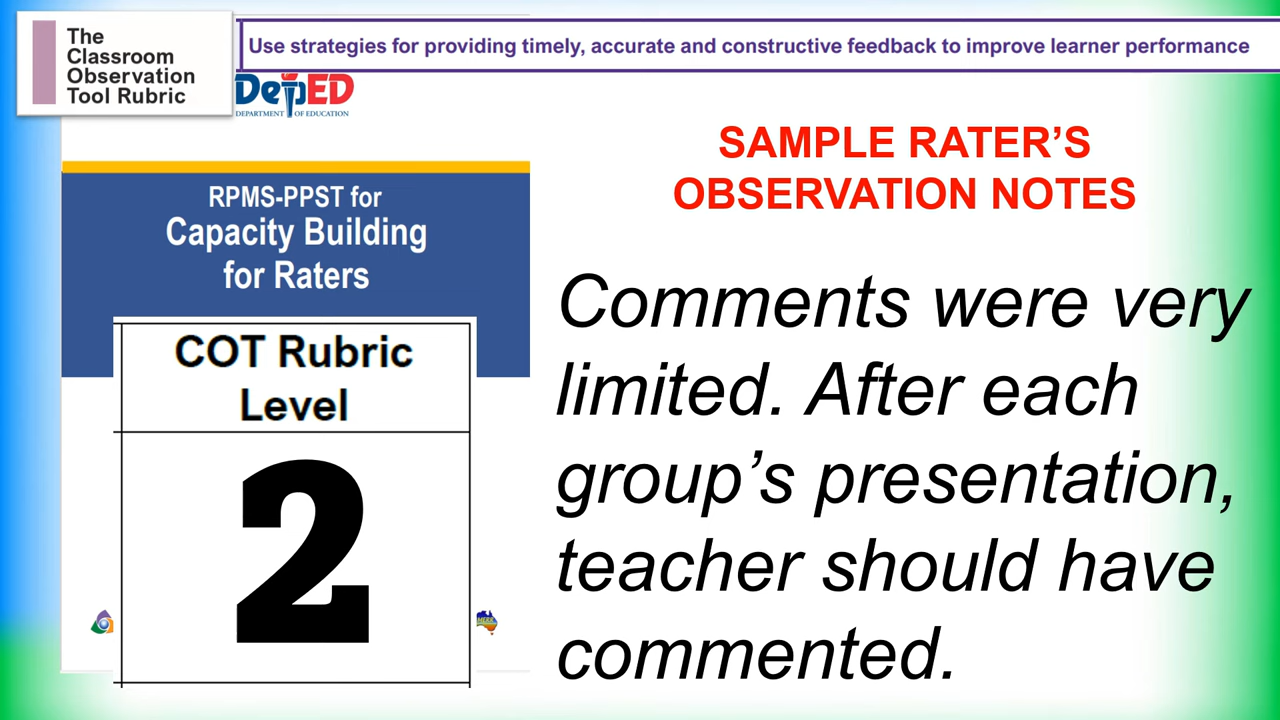 The
Classroom
Observation
Tool Rubric
Use strategies for providing timely, accurate and constructive feedback to improve learner performance
DepED
DEPARTMENT OF EDUCATION
RPMS-PPST for
Capacity Building
for Raters
COT Rubric
Level
2
SAMPLE RATER’S
OBSERVATION NOTES
Comments were very
limited. After each
group’s presentation,
teacher should have
commented.